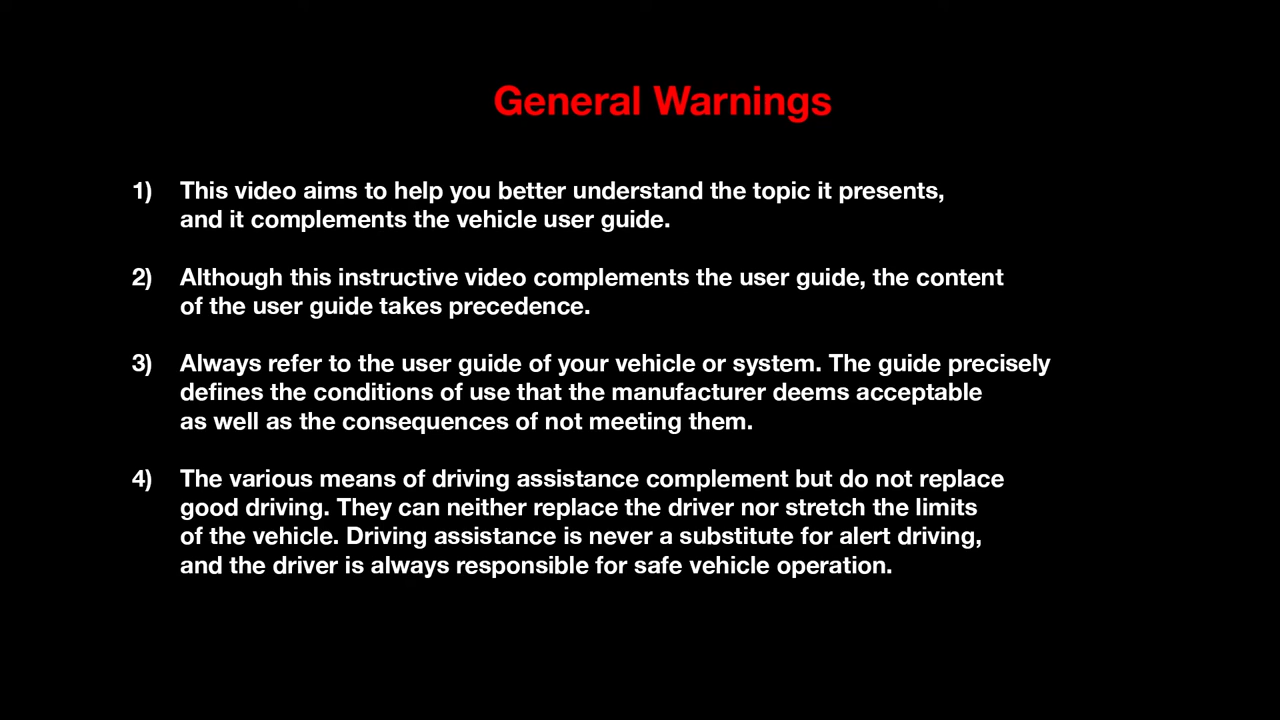 General Warnings
1) This video aims to help you better understand the topic it presents,
and it complements the vehicle user guide.
2) Although this instructive video complements the user guide, the content
of the user guide takes precedence.
3) Always refer to the user guide of your vehicle or system. The guide precisely
defines the conditions of use that the manufacturer deems acceptable
as well as the consequences of not meeting them.
4) The various means of driving assistance complement but do not replace
good driving. They can neither replace the driver nor stretch the limits
of the vehicle. Driving assistance is never a substitute for alert driving,
and the driver is always responsible for safe vehicle operation.